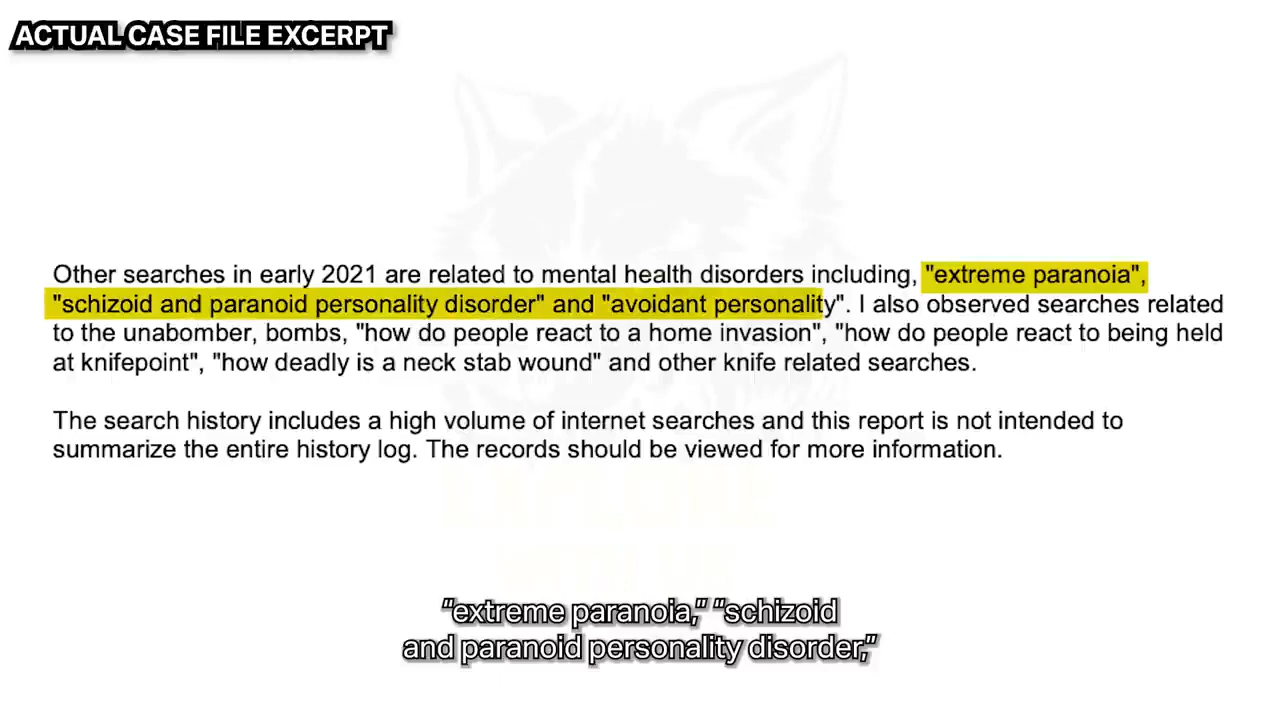 ACTUAL CASE FILE EXCERPT
Other searches in early 2021 are related to mental health disorders including, "extreme paranoia",
"schizoid and paranoid personality disorder" and "avoidant personality". I also observed searches related
to the unabomber, bombs, "how do people react to a home invasion", "how do people react to being held
at knifepoint", "how deadly is a neck stab wound" and other knife related searches.
The search history includes a high volume of internet searches and this report is not intended to
summarize the entire history log. The records should be viewed for more information.
EXPLORE
WITH US
“extreme paranoia,” “schizoid
and paranoid personality disorder,”